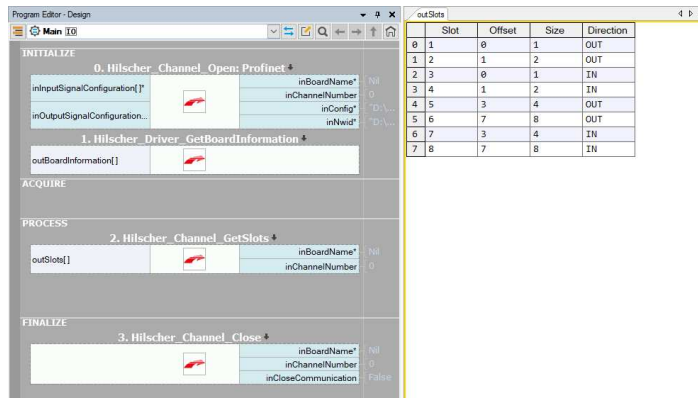 Program Editor - Design
Main IO
INITIALIZE
0. Hilscher_Channel_Open: Profinet
inInputSignalConfiguration[]*
inOutputSignalConfiguration...
inBoardName* Nil
inChannelNumber 0
inConfig* "D:\...
inNwid* "D:\...
1. Hilscher_Driver_GetBoardInformation
outBoardInformation[]
ACQUIRE
PROCESS
2. Hilscher_Channel_GetSlots
outSlots[]
inBoardName* Nil
inChannelNumber 0
FINALIZE
3. Hilscher_Channel_Close
inBoardName* Nil
inChannelNumber 0
inCloseCommunication False
outSlots
Slot Offset Size Direction
0 1 0 1 OUT
1 2 1 2 OUT
2 3 0 1 IN
3 4 1 2 IN
4 5 3 4 OUT
5 6 7 8 OUT
6 7 3 4 IN
7 8 7 8 IN